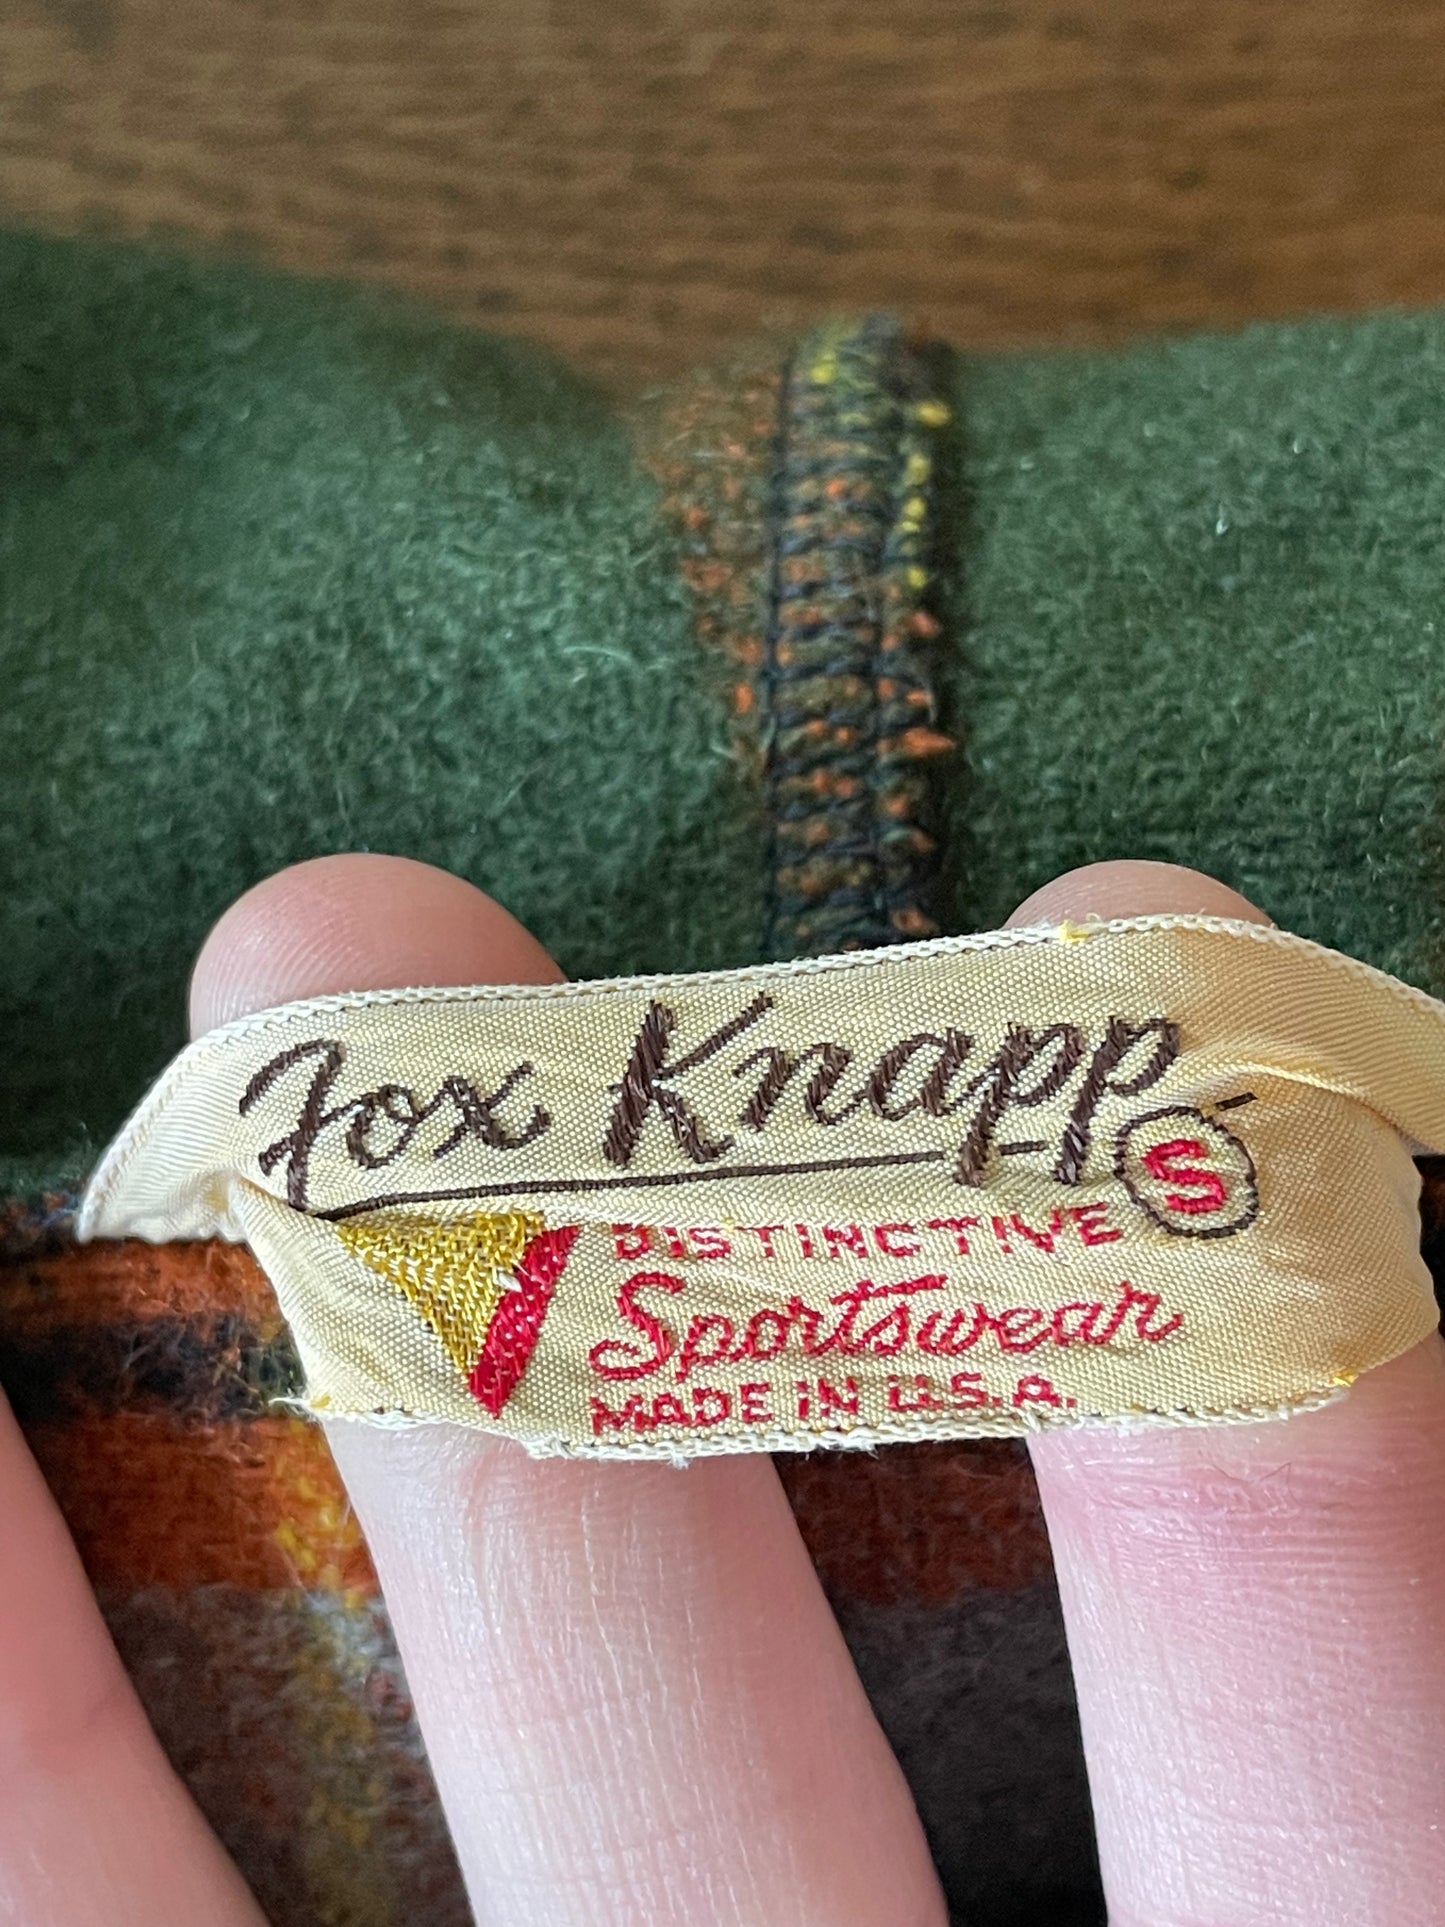 Fox Knapp
S
DISTINCTIVE
Sportswear
MADE IN U.S.A.